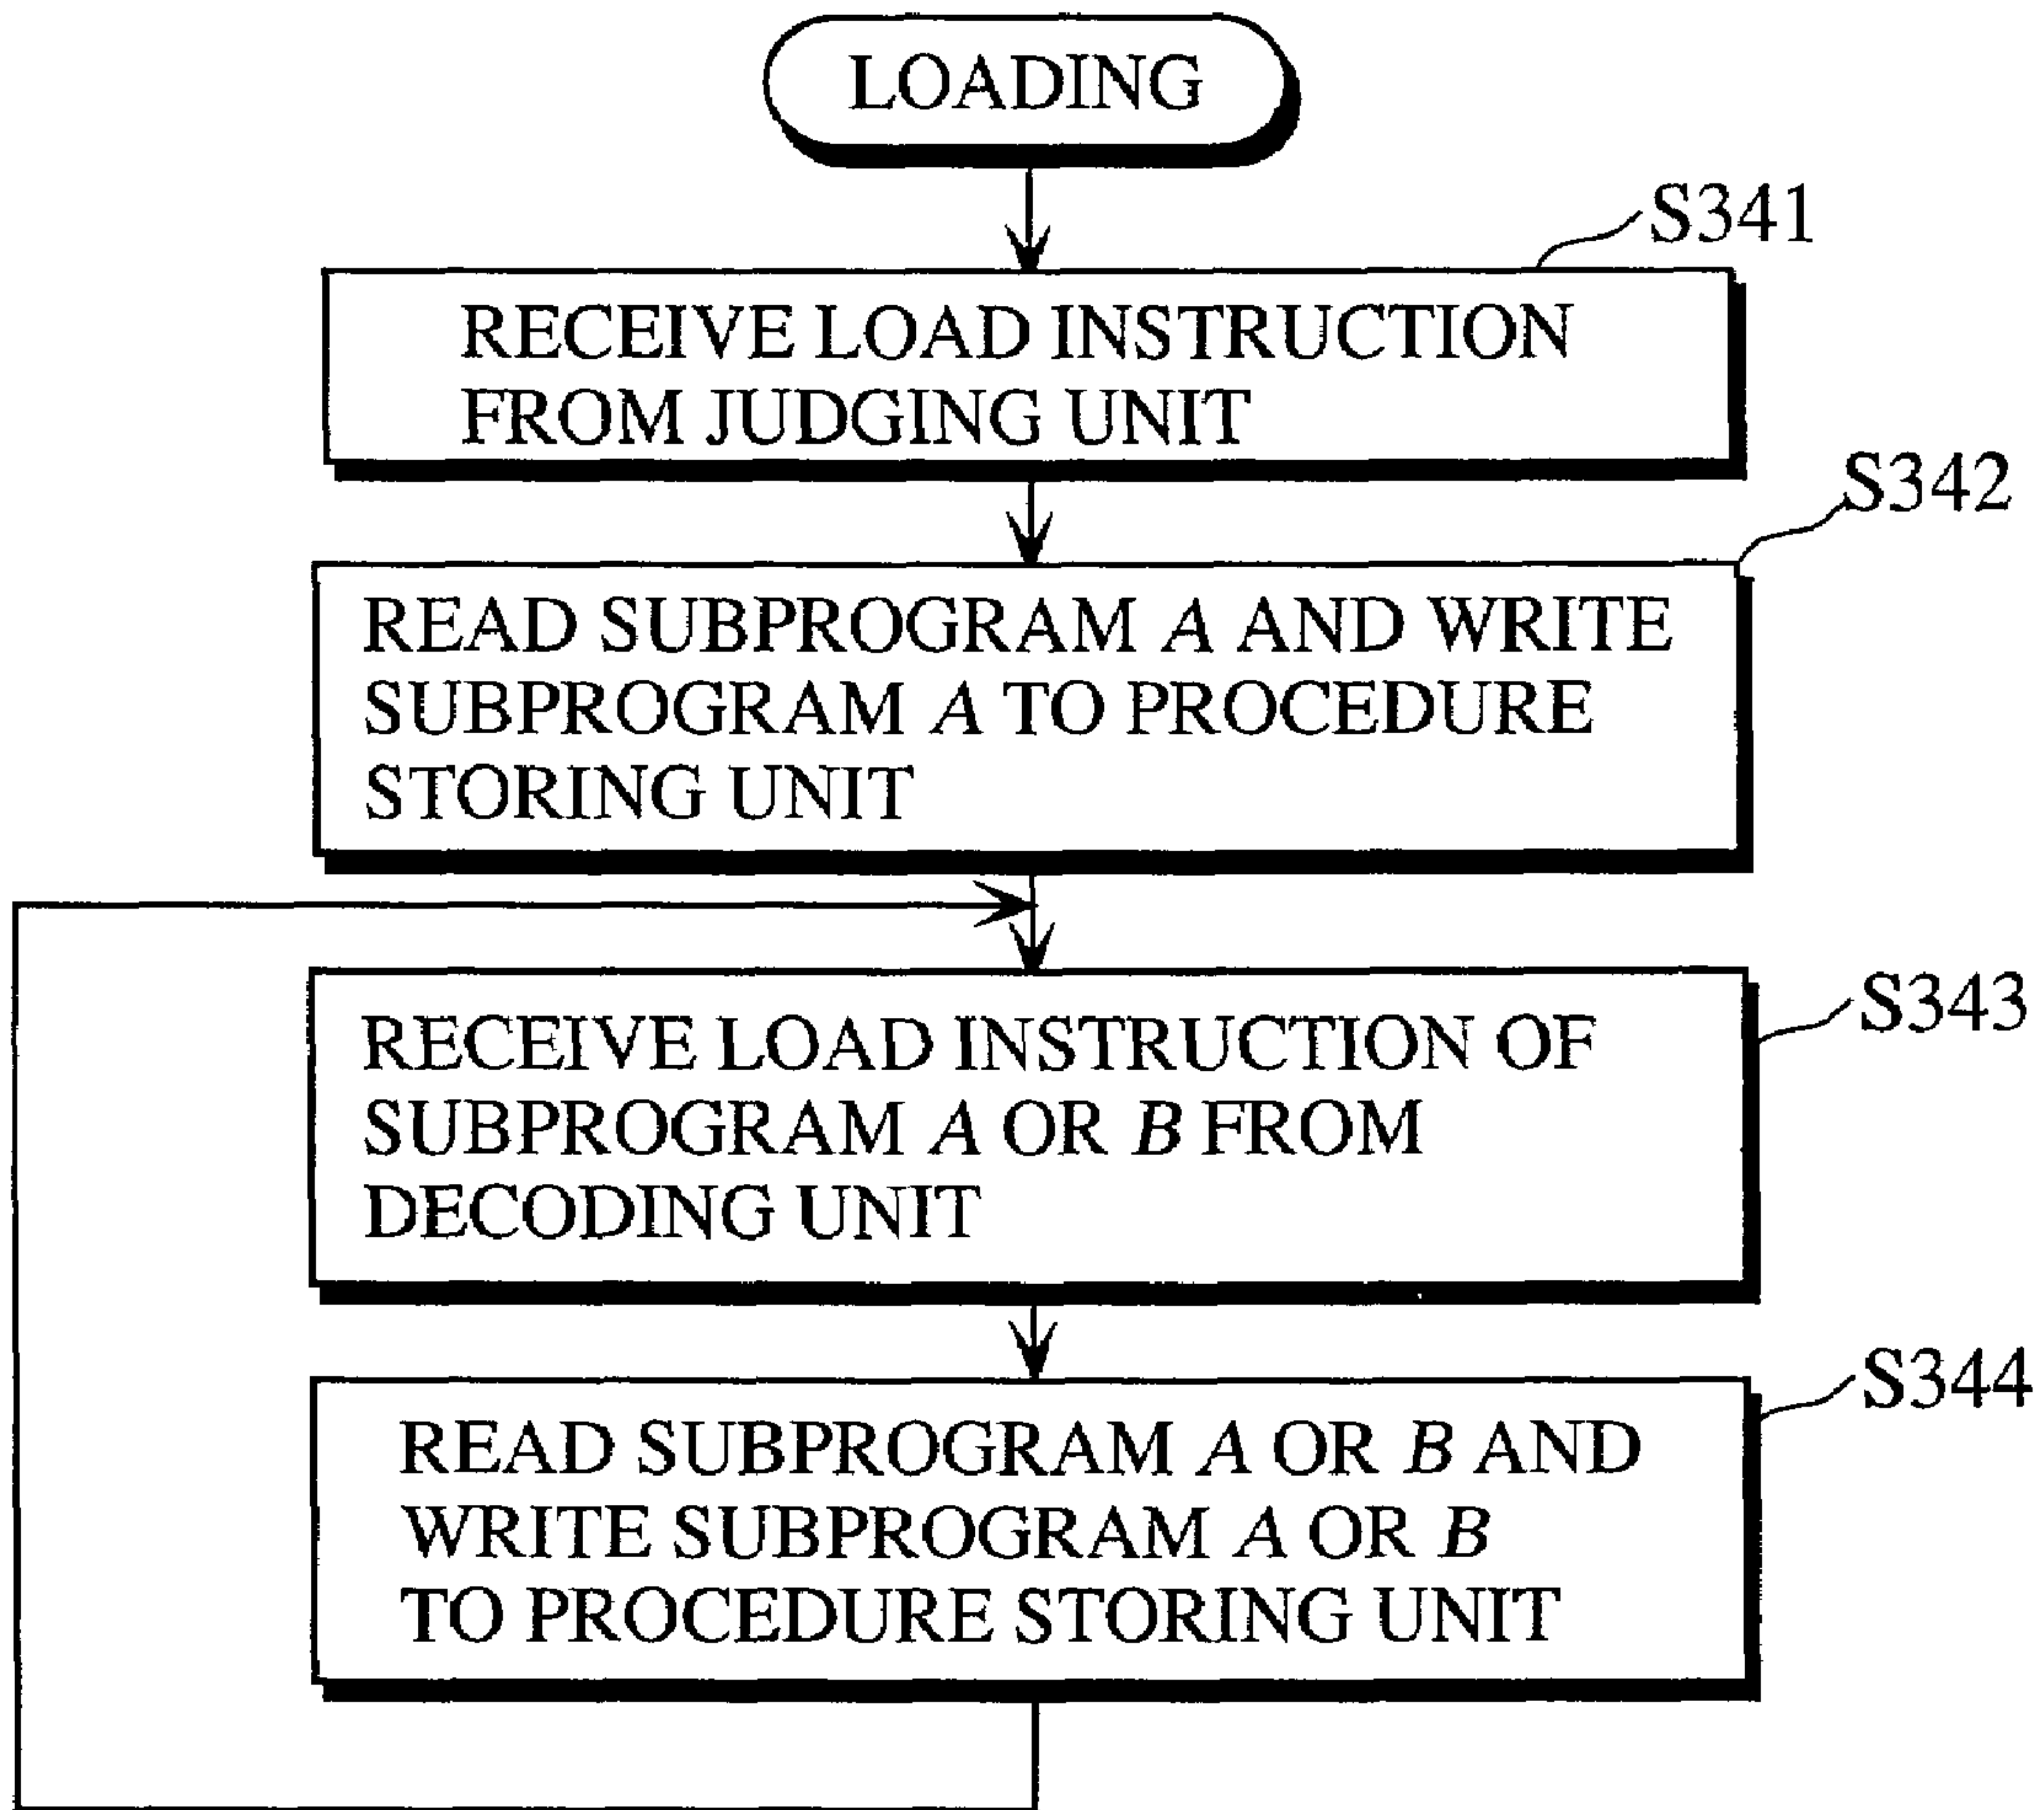 LOADING
S341
RECEIVE LOAD INSTRUCTION
FROM JUDGING UNIT
S342
READ SUBPROGRAM A AND WRITE
SUBPROGRAM A TO PROCEDURE
STORING UNIT
S343
RECEIVE LOAD INSTRUCTION OF
SUBPROGRAM A OR B FROM
DECODING UNIT
S344
READ SUBPROGRAM A OR B AND
WRITE SUBPROGRAM A OR B
TO PROCEDURE STORING UNIT